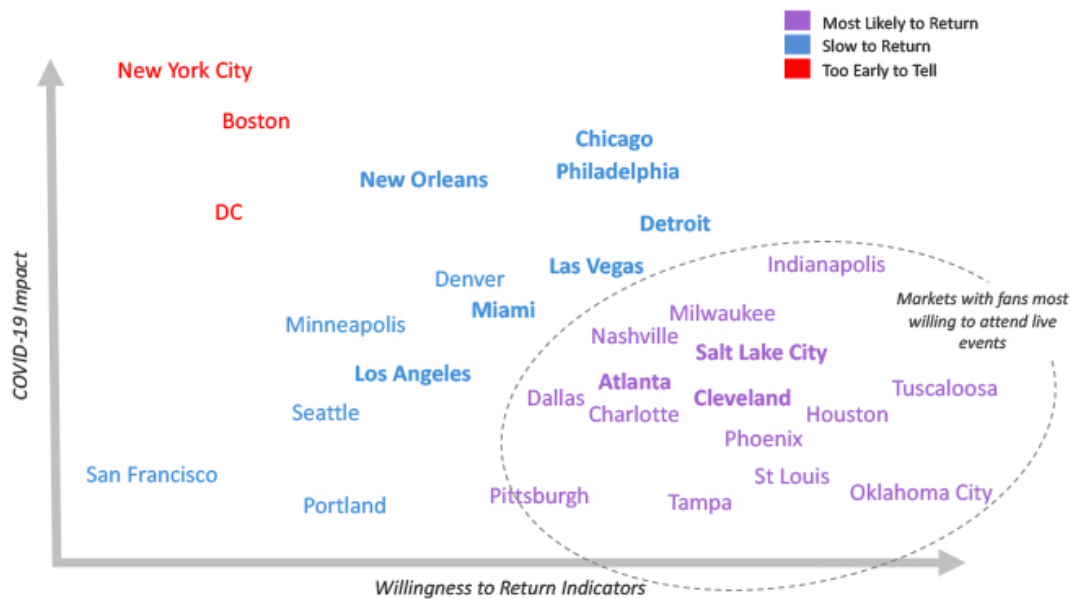 Most Likely to Return
Slow to Return
Too Early to Tell
New York City
Boston
Chicago
Philadelphia
New Orleans
DC
Detroit
Las Vegas
Indianapolis
Denver
Miami
Markets with fans most
willing to attend live
events
Minneapolis
Milwaukee
Nashville
Salt Lake City
Los Angeles
Atlanta
Tuscaloosa
Dallas
Cleveland
Seattle
Charlotte
Houston
Phoenix
San Francisco
St Louis
Pittsburgh
Oklahoma City
Portland
Tampa
COVID-19 Impact
Willingness to Return Indicators